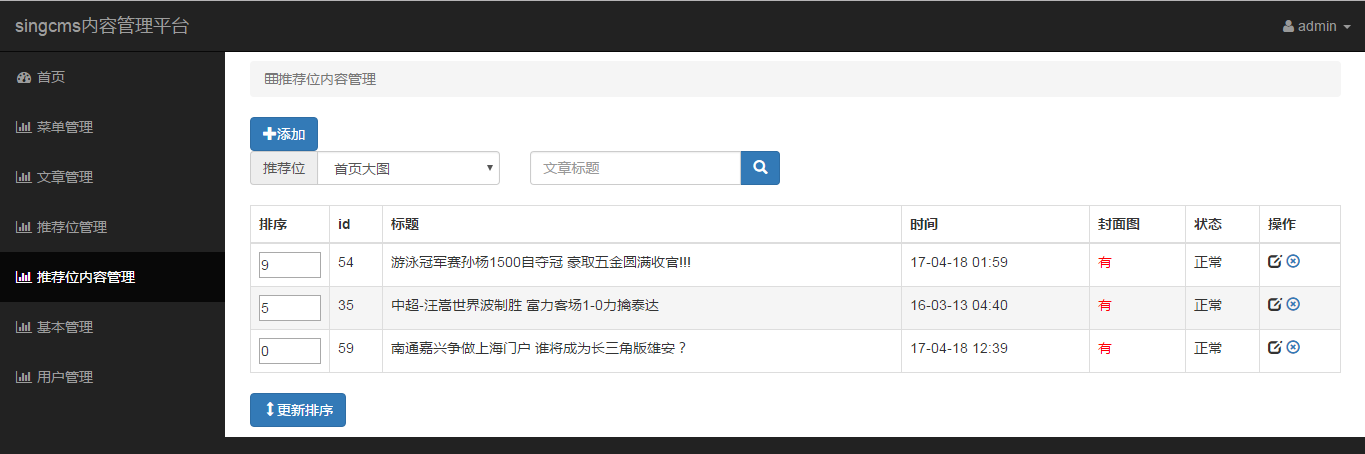 singcms内容管理平台 admin
首页
菜单管理
文章管理
推荐位管理
推荐位内容管理
基本管理
用户管理
推荐位内容管理
添加
推荐位 首页大图 文章标题
排序 id 标题 时间 封面图 状态 操作
9 54 游泳冠军赛孙杨1500自夺冠 豪取五金圆满收官!!! 17-04-18 01:59 有 正常
5 35 中超-汪嵩世界波制胜 富力客场1-0力擒泰达 16-03-13 04:40 有 正常
0 59 南通嘉兴争做上海门户 谁将成为长三角版雄安？ 17-04-18 12:39 有 正常
更新排序